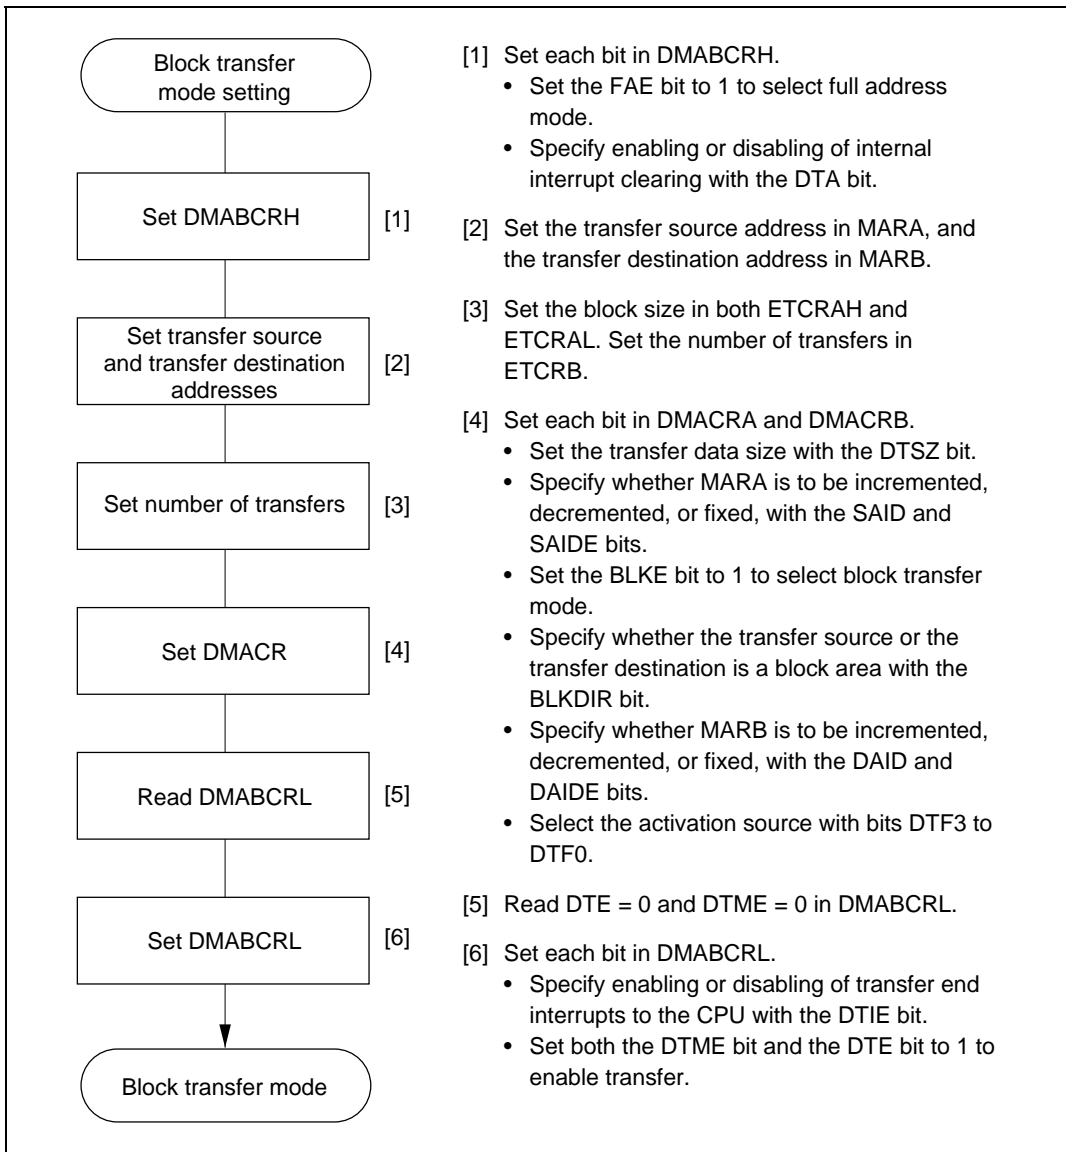 Block transfer
mode setting
Set DMABCRH
[1]
Set transfer source
and transfer destination
addresses
[2]
Set number of transfers
[3]
Set DMACR
[4]
Read DMABCRL
[5]
Set DMABCRL
[6]
Block transfer mode
[1] Set each bit in DMABCRH.
• Set the FAE bit to 1 to select full address
mode.
• Specify enabling or disabling of internal
interrupt clearing with the DTA bit.
[2] Set the transfer source address in MARA, and
the transfer destination address in MARB.
[3] Set the block size in both ETCRAH and
ETCRAL. Set the number of transfers in
ETCRB.
[4] Set each bit in DMACRA and DMACRB.
• Set the transfer data size with the DTSZ bit.
• Specify whether MARA is to be incremented,
decremented, or fixed, with the SAID and
SAIDE bits.
• Set the BLKE bit to 1 to select block transfer
mode.
• Specify whether the transfer source or the
transfer destination is a block area with the
BLKDIR bit.
• Specify whether MARB is to be incremented,
decremented, or fixed, with the DAID and
DAIDE bits.
• Select the activation source with bits DTF3 to
DTF0.
[5] Read DTE = 0 and DTME = 0 in DMABCRL.
[6] Set each bit in DMABCRL.
• Specify enabling or disabling of transfer end
interrupts to the CPU with the DTIE bit.
• Set both the DTME bit and the DTE bit to 1 to
enable transfer.